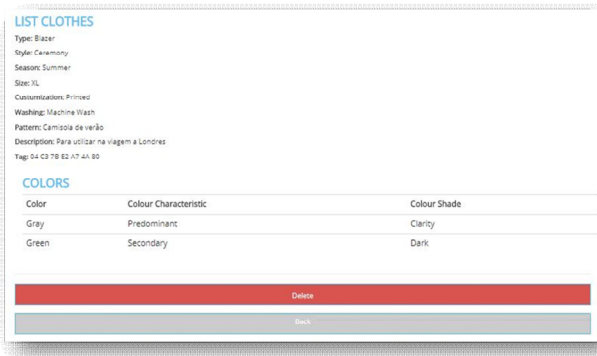 LIST CLOTHES
Type: Blazer
Style: Ceremony
Season: Summer
Size: XL
Custumization: Printed
Washing: Machine Wash
Pattern: Camisola de verão
Description: Para utilizar na viagem a Londres
Tag: 04 C3 7B E2 A7 4A 80
COLORS
Color Colour Characteristic Colour Shade
Gray Predominant Clarity
Green Secondary Dark
Delete
Back